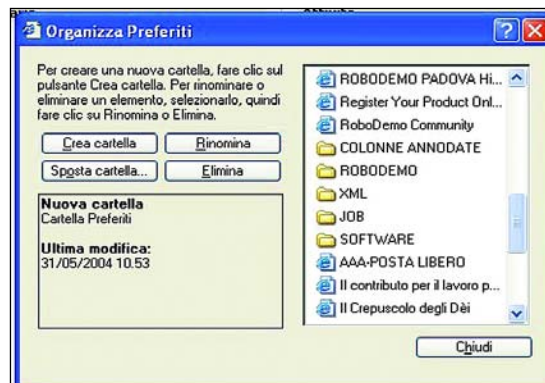 Organizza Preferiti
Per creare una nuova cartella, fare clic sul
pulsante Crea cartella. Per rinominare o
eliminare un elemento, selezionarlo, quindi
fare clic su Rinomina o Elimina.
Crea cartella
Rinomina
Sposta cartella...
Elimina
Nuova cartella
Cartella Preferiti
Ultima modifica:
31/05/2004 10.53
ROBODEMO PADOVA Hi...
Register Your Product Onl...
RoboDemo Community
COLONNE ANNODATE
ROBODEMO
XML
JOB
SOFTWARE
AAA-POSTA LIBERO
Il contributo per il lavoro p...
Il Crepuscolo degli Dèi
Chiudi